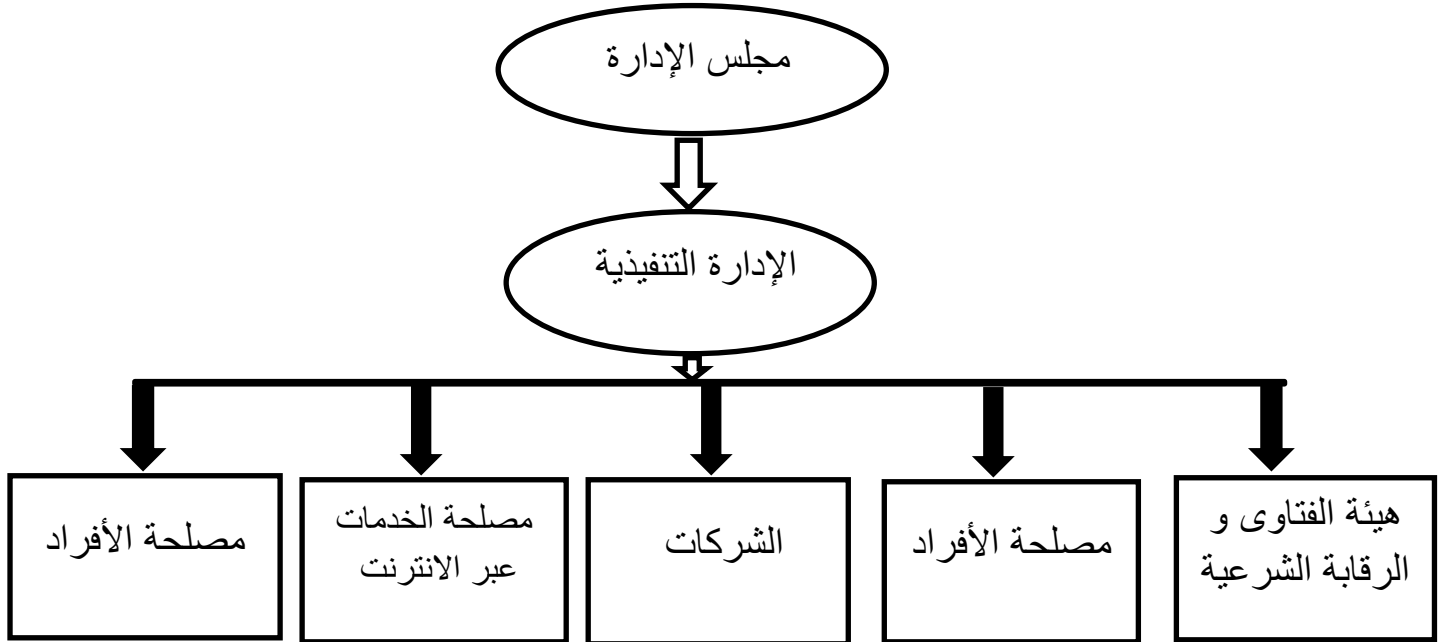 مجلس الإدارة
الإدارة التنفيذية
هيئة الفتاوى و
الرقابة الشرعية
مصلحة الأفراد
الشركات
مصلحة الخدمات
عبر الانترنت
مصلحة الأفراد